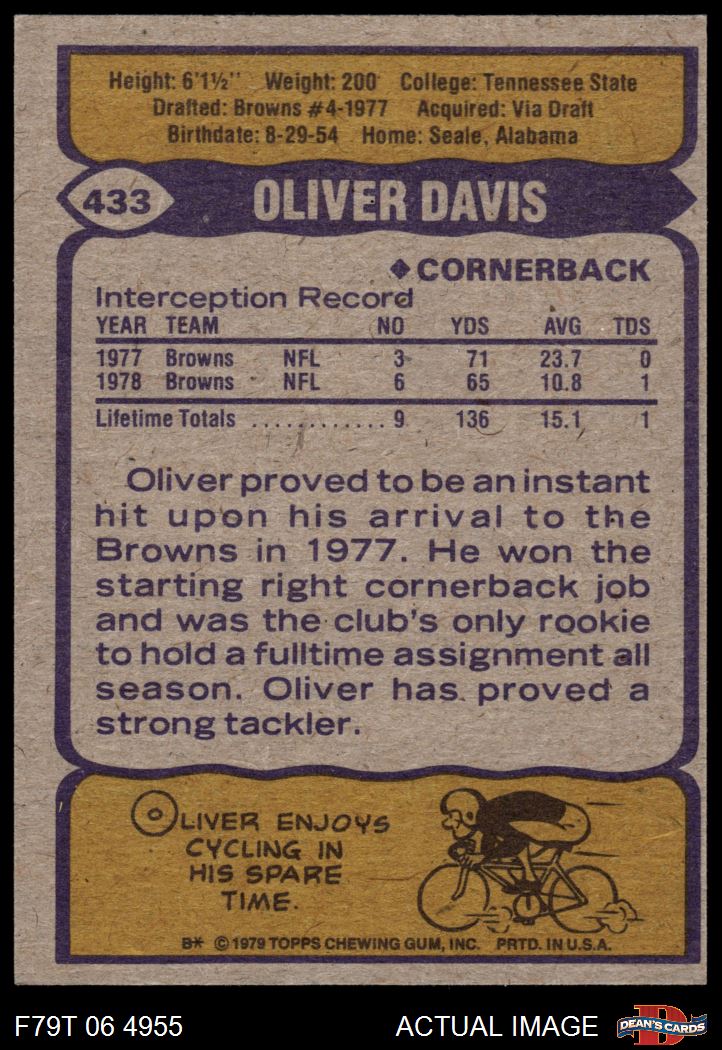 Height: 6'1½" Weight: 200 College: Tennessee State
Drafted: Browns #4-1977 Acquired: Via Draft
Birthdate: 8-29-54 Home: Seale, Alabama
433 OLIVER DAVIS
◆ CORNERBACK
Interception Record
YEAR TEAM NO YDS AVG TDS
1977 Browns NFL 3 71 23.7 0
1978 Browns NFL 6 65 10.8 1
Lifetime Totals ............ 9 136 15.1 1
Oliver proved to be an instant
hit upon his arrival to the
Browns in 1977. He won the
starting right cornerback job
and was the club's only rookie
to hold a fulltime assignment all
season. Oliver has proved a
strong tackler.
OLIVER ENJOYS
CYCLING IN
HIS SPARE
TIME.
B* © 1979 TOPPS CHEWING GUM, INC. PRTD. IN U.S.A.
F79T 06 4955 ACTUAL IMAGE D DEAN'S CARDS